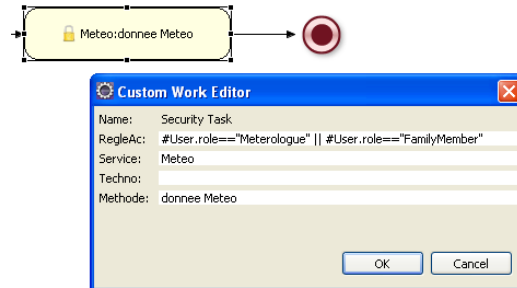 Meteo:donnee Meteo
Custom Work Editor
Name: Security Task
RegleAc: #User.role=="Meterologue" || #User.role=="FamilyMember"
Service: Meteo
Techno:
Methode: donnee Meteo
OK Cancel